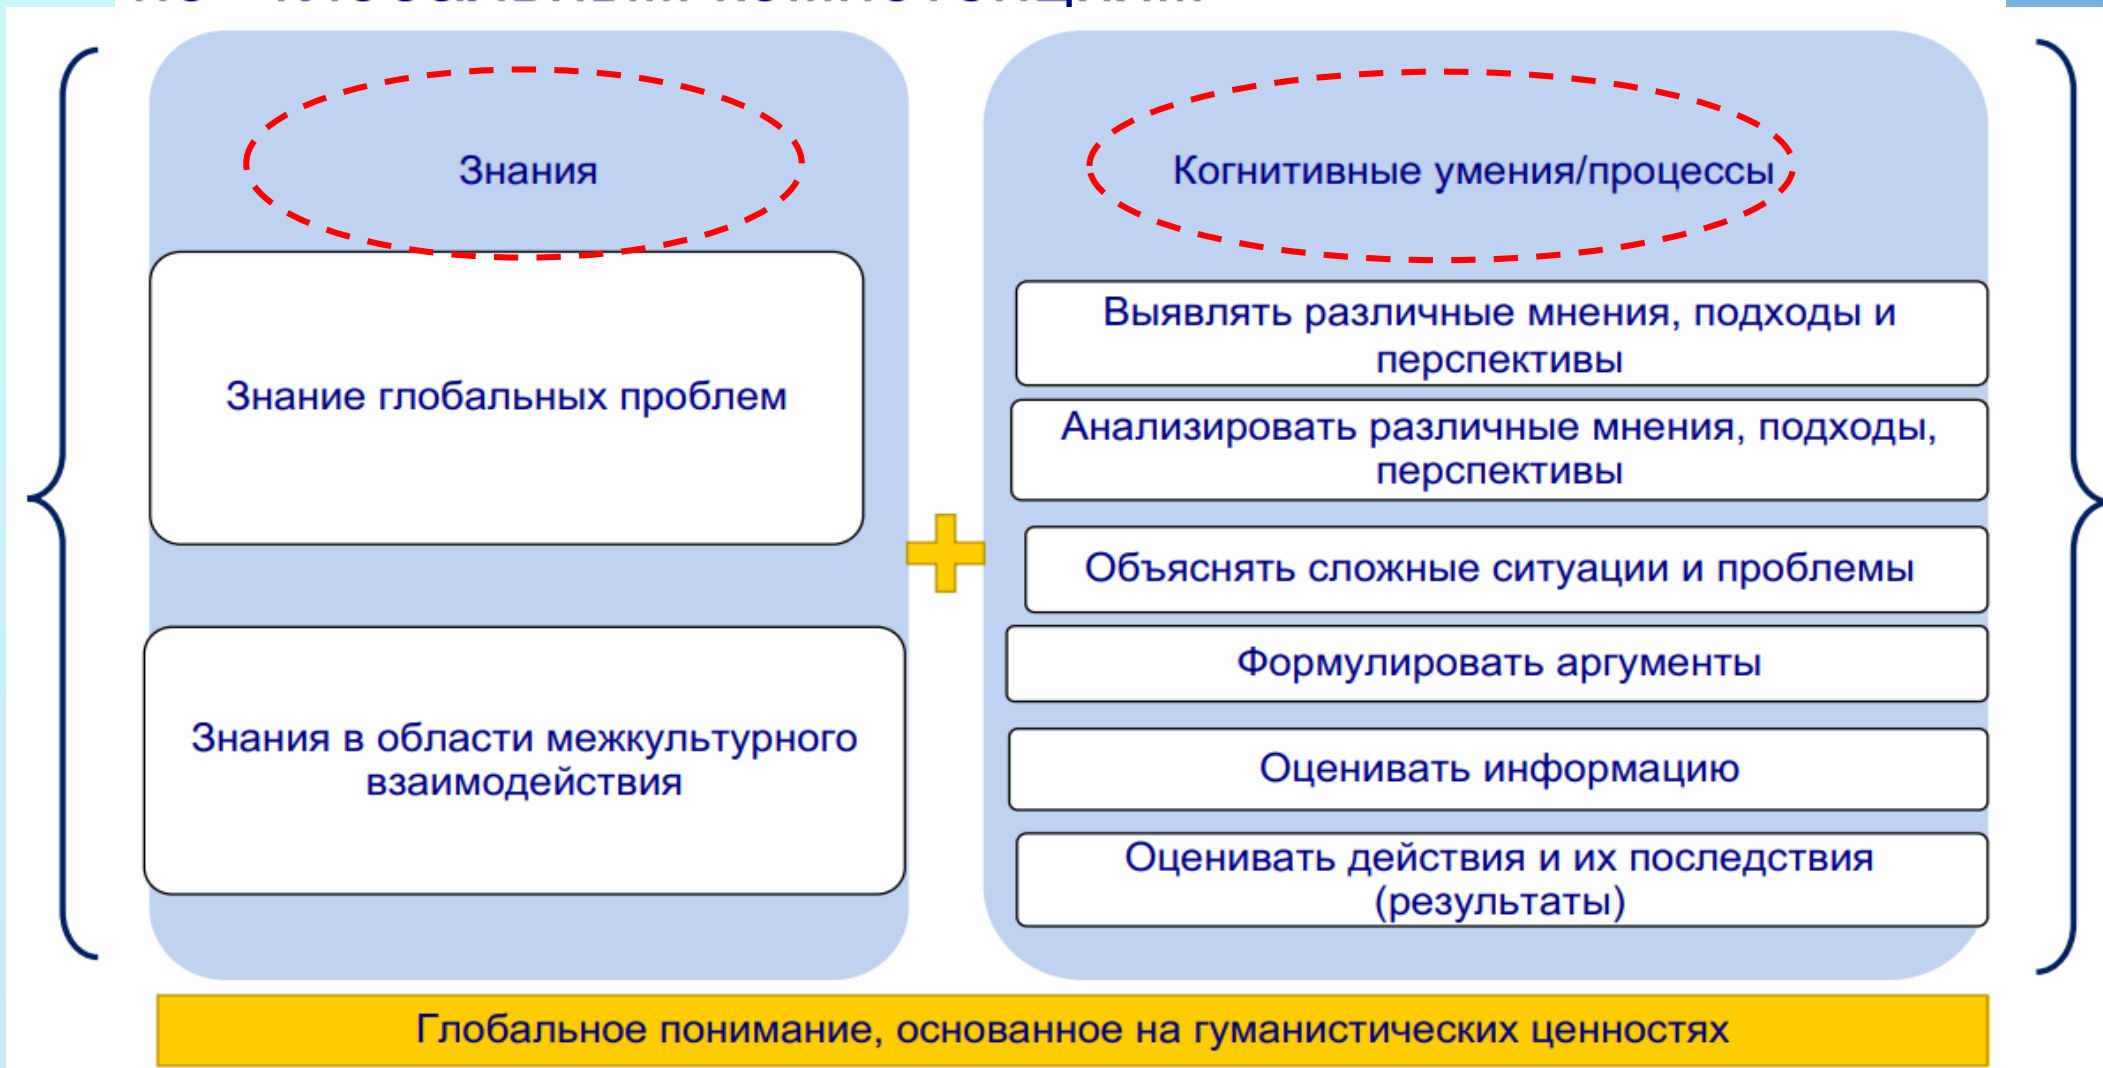 Знания
Знание глобальных проблем
Знания в области межкультурного
взаимодействия
Когнитивные умения/процессы
Выявлять различные мнения, подходы и
перспективы
Анализировать различные мнения, подходы,
перспективы
Объяснять сложные ситуации и проблемы
Формулировать аргументы
Оценивать информацию
Оценивать действия и их последствия
(результаты)
Глобальное понимание, основанное на гуманистических ценностях